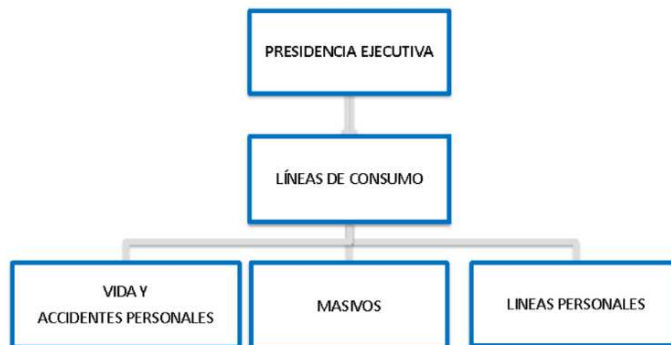 PRESIDENCIA EJECUTIVA
LÍNEAS DE CONSUMO
VIDA Y
ACCIDENTES PERSONALES
MASIVOS
LINEAS PERSONALES